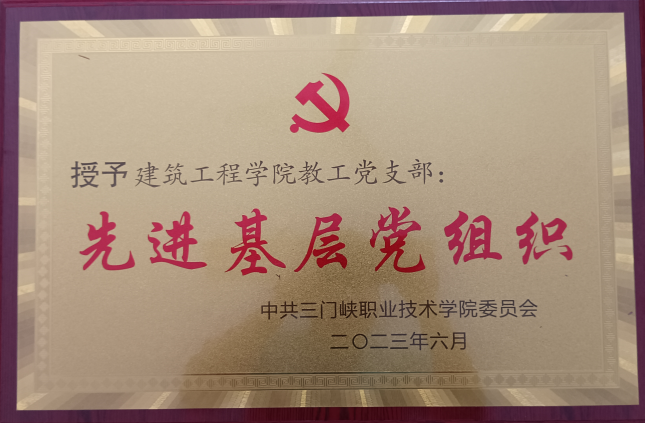 授予建筑工程学院教工党支部：
先进基层党组织
中共三门峡职业技术学院委员会
二〇二三年六月